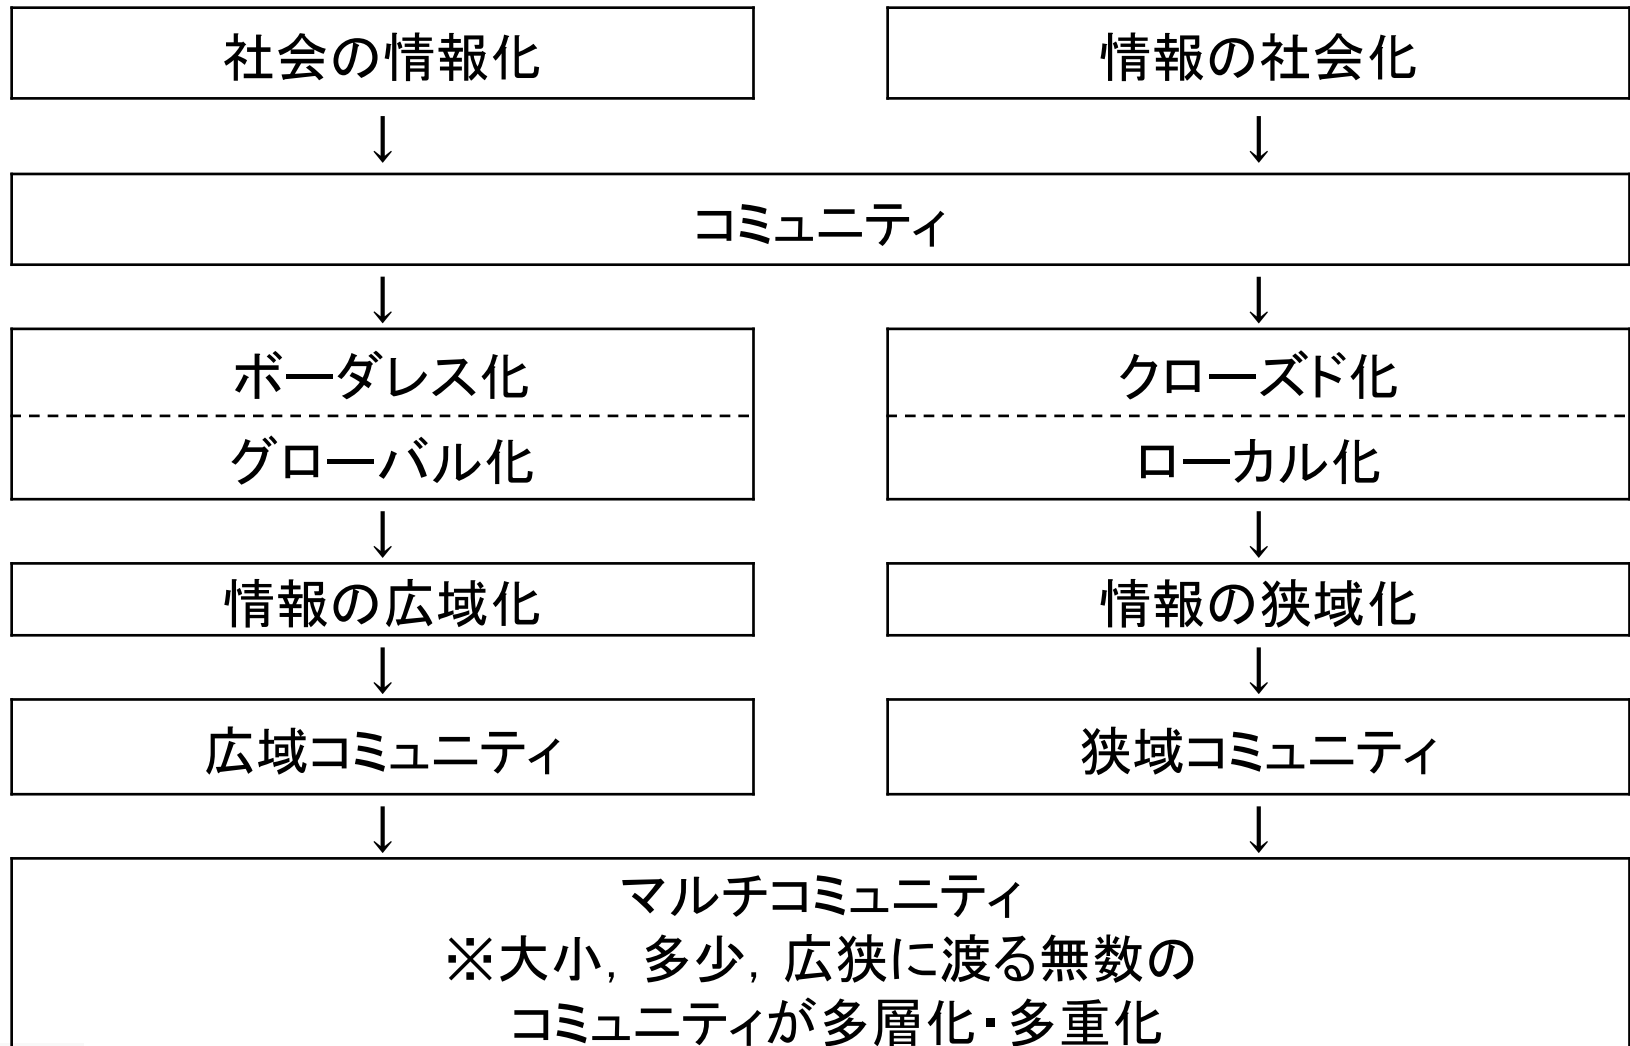 社会の情報化
情報の社会化
↓
↓
コミュニティ
↓
↓
ボーダレス化
クローズド化
グローバル化
ローカル化
↓
↓
情報の広域化
情報の狭域化
↓
↓
広域コミュニティ
狭域コミュニティ
↓
↓
マルチコミュニティ
※大小，多少，広狭に渡る無数の
コミュニティが多層化・多重化